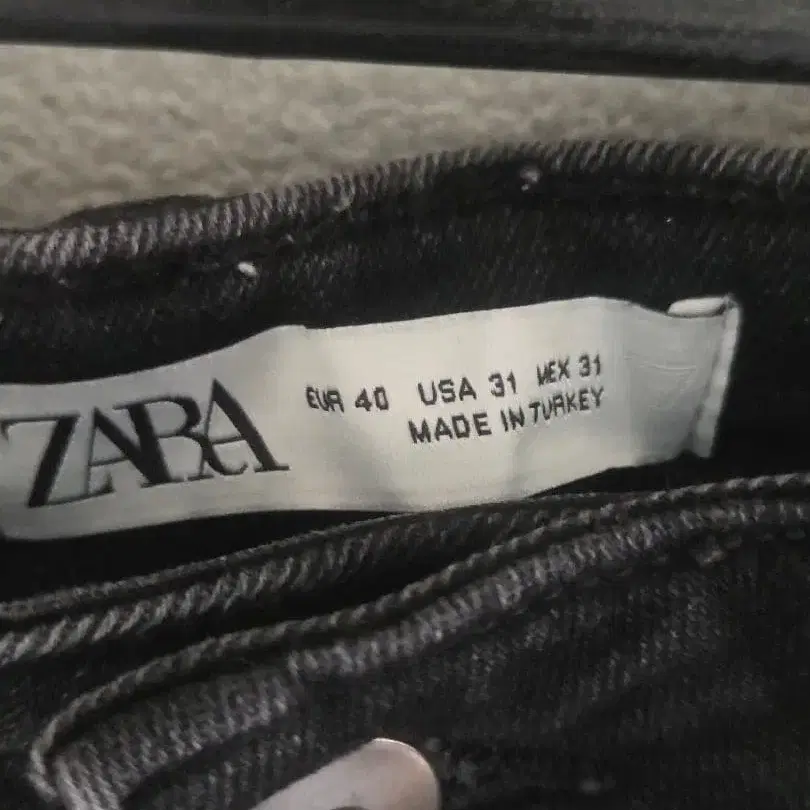 ZARA
EUR 40 USA 31 MEX 31
MADE IN TURKEY